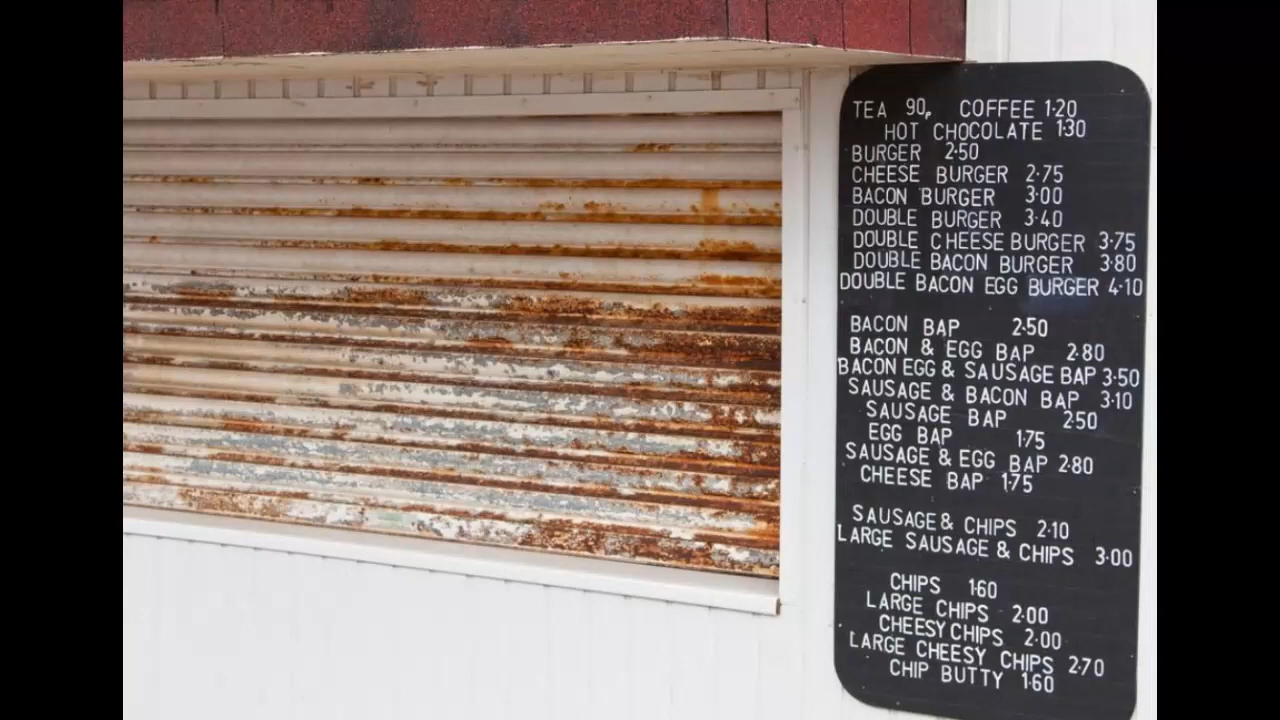 TEA 90p COFFEE 1·20
HOT CHOCOLATE 1·30
BURGER 2·50
CHEESE BURGER 2·75
BACON BURGER 3·00
DOUBLE BURGER 3·40
DOUBLE CHEESE BURGER 3·75
DOUBLE BACON BURGER 3·80
DOUBLE BACON EGG BURGER 4·10
BACON BAP 2·50
BACON & EGG BAP 2·80
BACON EGG & SAUSAGE BAP 3·50
SAUSAGE & BACON BAP 3·10
SAUSAGE BAP 2·50
EGG BAP 1·75
SAUSAGE & EGG BAP 2·80
CHEESE BAP 1·75
SAUSAGE & CHIPS 2·10
LARGE SAUSAGE & CHIPS 3·00
CHIPS 1·60
LARGE CHIPS 2·00
CHEESY CHIPS 2·00
LARGE CHEESY CHIPS 2·70
CHIP BUTTY 1·60